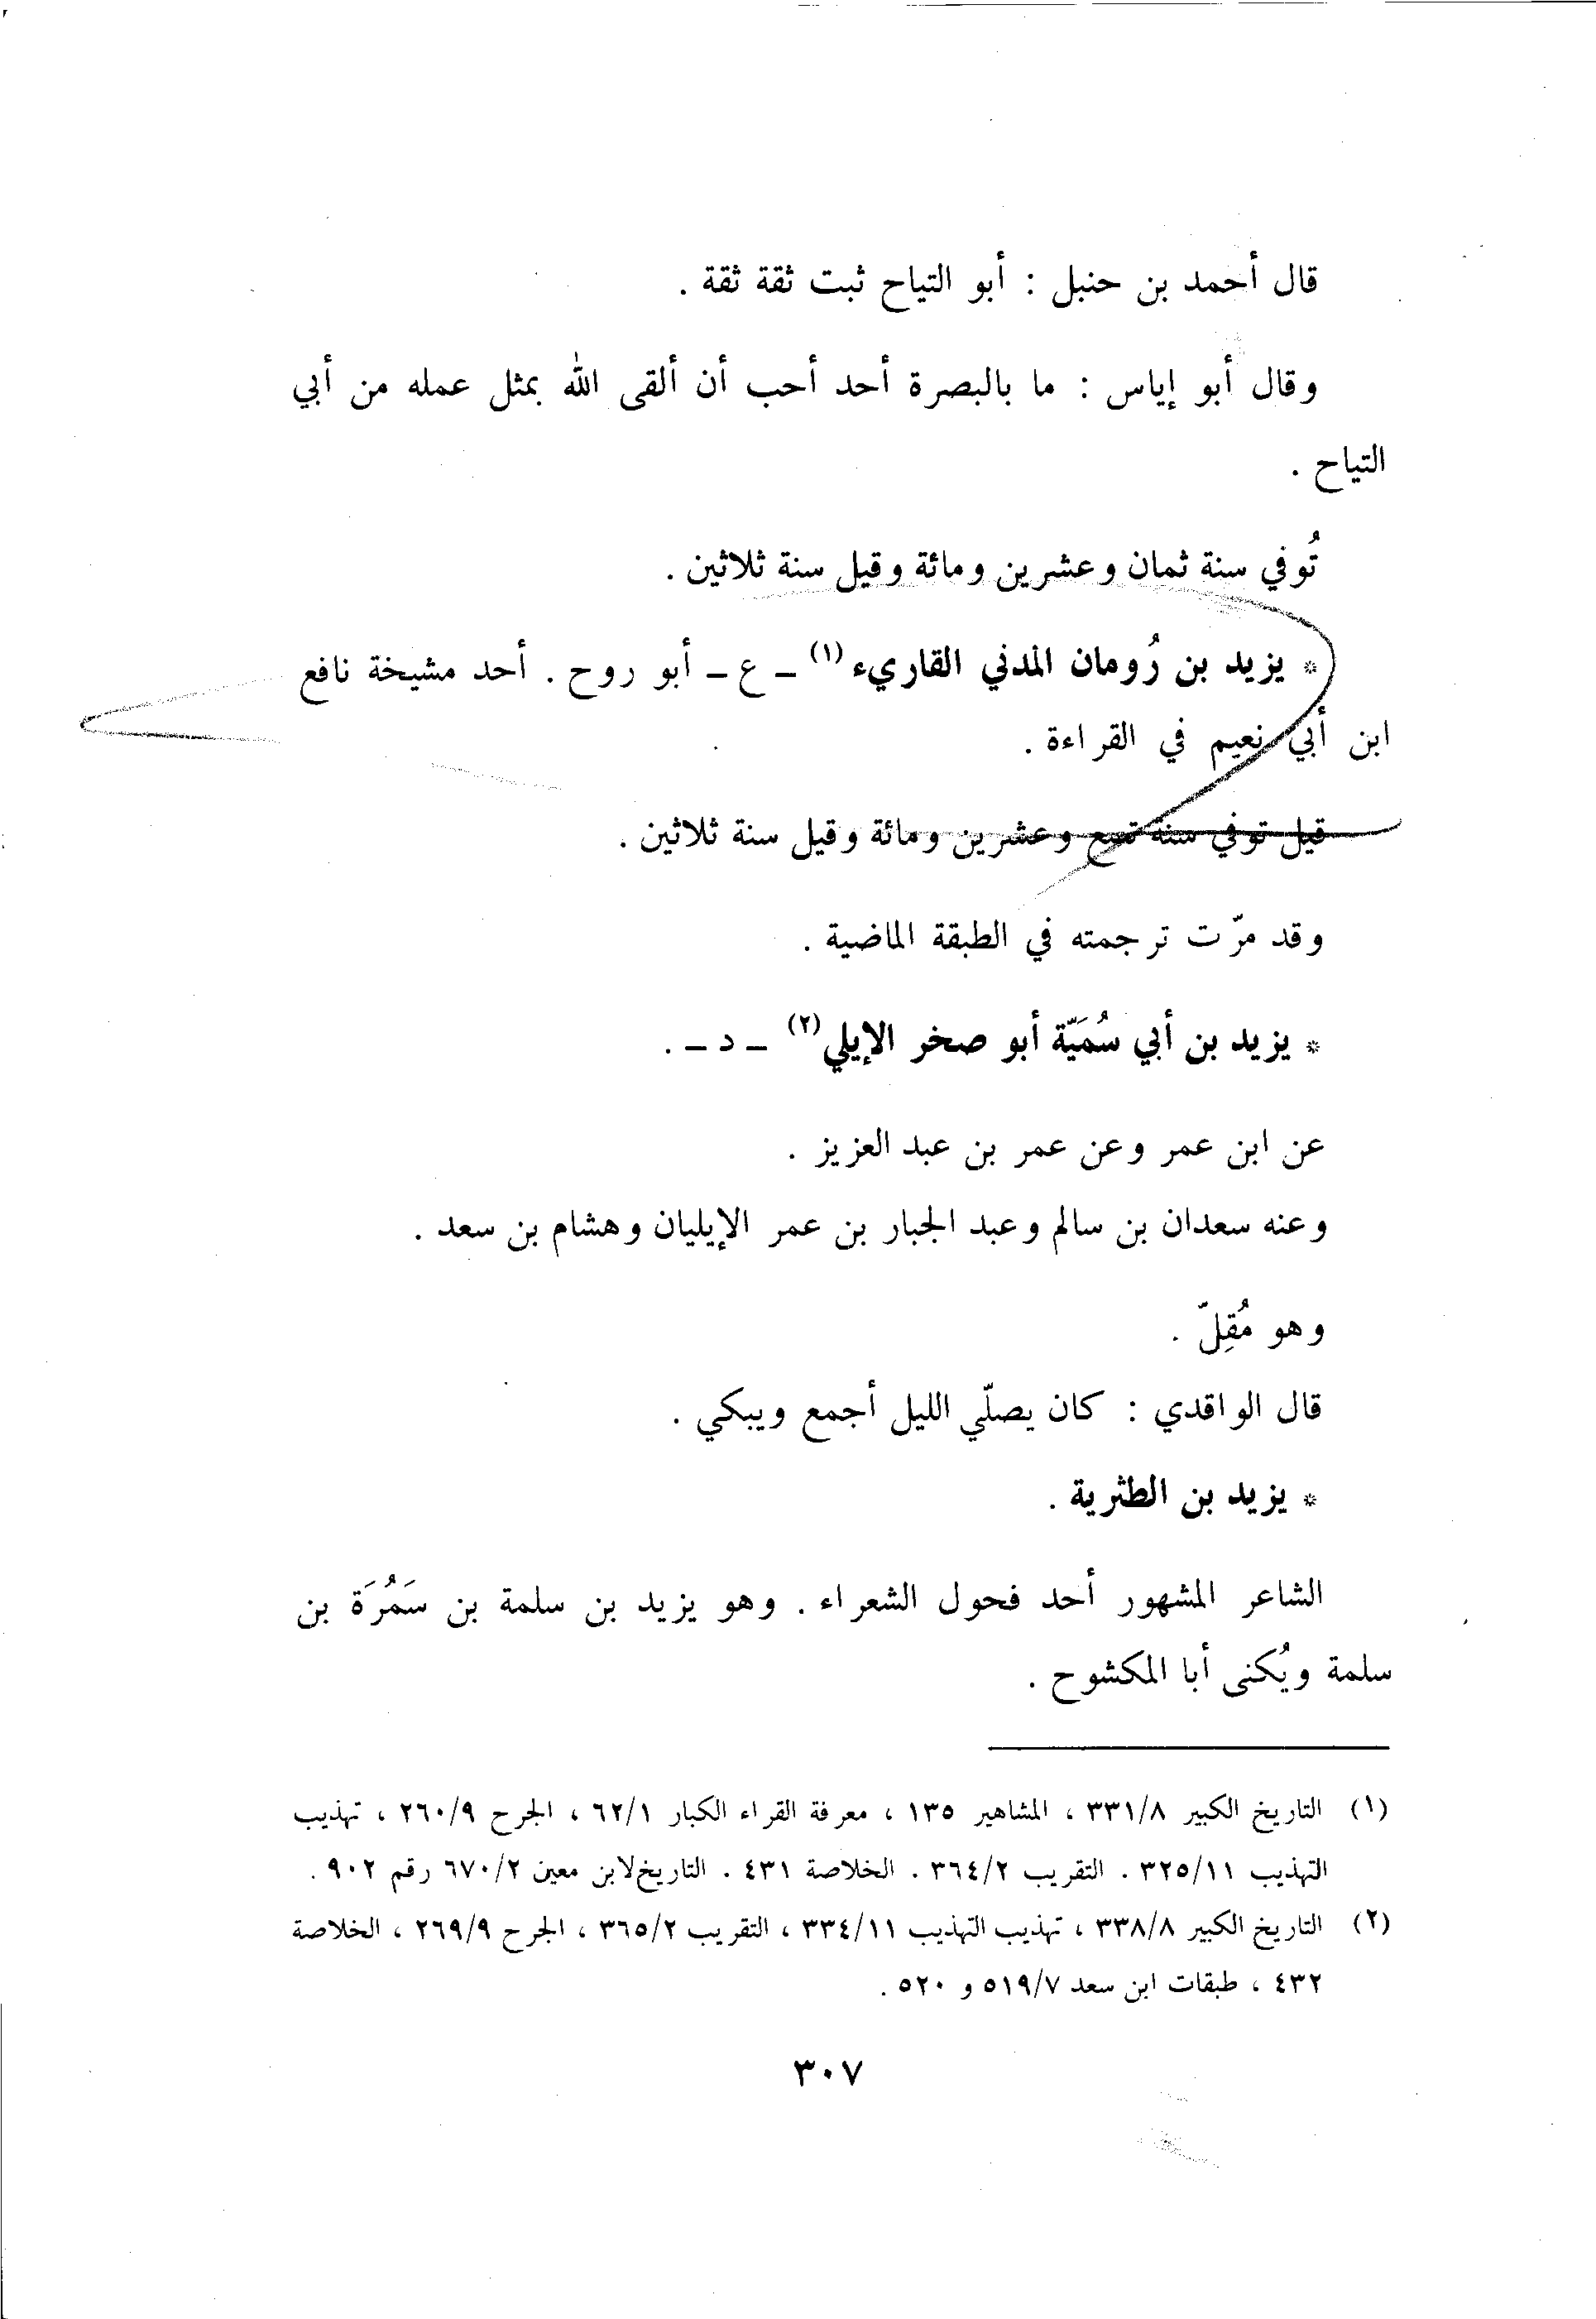 قال أحمد بن حنبل : أبو التياح ثبت ثقة ثقة .
وقال أبو إياس : ما بالبصرة أحد أحب أن ألقى الله بمثل عمله من أبي
التياح .
تُوفي سنة ثمان وعشرين ومائة وقيل سنة ثلاثين .
* يزيد بن رُومان المدني القاريء (١) ـ ع ـ أبو روح . أحد مشيخة نافع
ابن أبي نعيم في القراءة .
قيل توفي سنة تسع وعشرين ومائة وقيل سنة ثلاثين .
وقد مرّت ترجمته في الطبقة الماضية .
* يزيد بن أبي سُمَيّة أبو صخر الإيلي (٢) ـ د ـ .
عن ابن عمر وعن عمر بن عبد العزيز .
وعنه سعدان بن سالم وعبد الجبار بن عمر الإيليان وهشام بن سعد .
وهو مُقِلّ .
قال الواقدي : كان يصلّي الليل أجمع ويبكي .
* يزيد بن الطثرية .
الشاعر المشهور أحد فحول الشعراء . وهو يزيد بن سلمة بن سَمُرَة بن
سلمة ويُكنى أبا المكشوح .
(١) التاريخ الكبير ٣٣١/٨ ، المشاهير ١٣٥ ، معرفة القراء الكبار ٦٢/١ ، الجرح ٢٦٠/٩ ، تهذيب
التهذيب ٣٢٥/١١ . التقريب ٣٦٤/٢ . الخلاصة ٤٣١ . التاريخ لابن معين ٦٧٠/٢ رقم ٩٠٢ .
(٢) التاريخ الكبير ٣٣٨/٨ ، تهذيب التهذيب ٣٣٤/١١ ، التقريب ٣٦٥/٢ ، الجرح ٢٦٩/٩ ، الخلاصة
٤٣٢ ، طبقات ابن سعد ٥١٩/٧ و ٥٢٠ .
٣٠٧